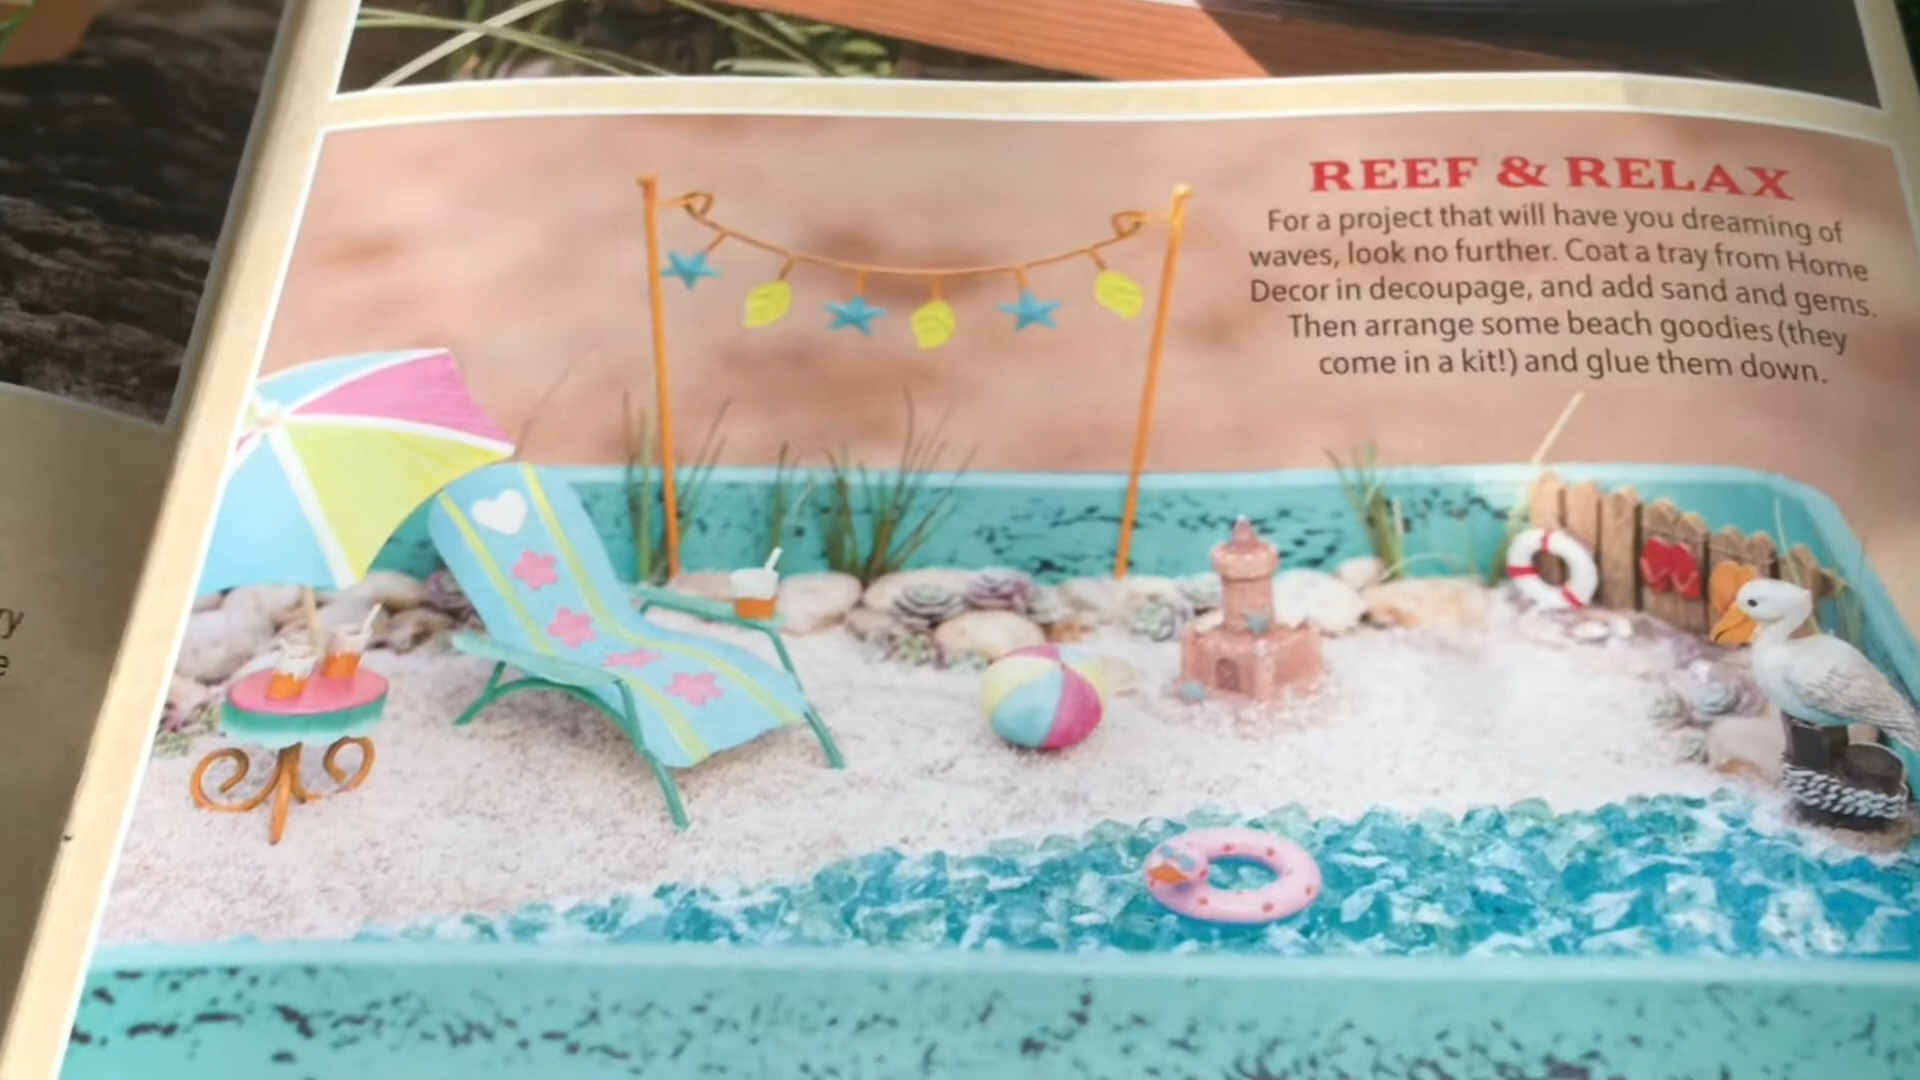 REEF & RELAX
For a project that will have you dreaming of
waves, look no further. Coat a tray from Home
Decor in decoupage, and add sand and gems.
Then arrange some beach goodies (they
come in a kit!) and glue them down.